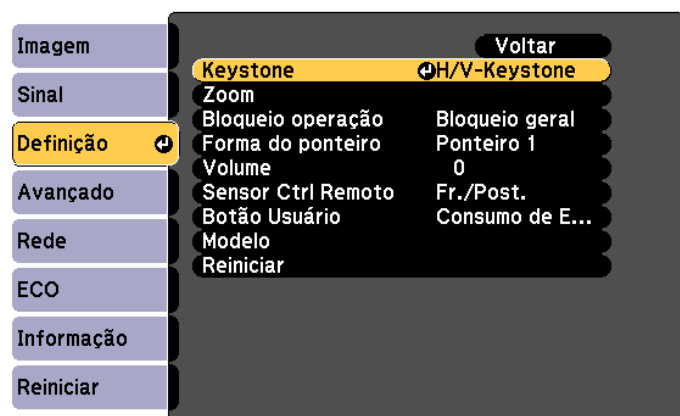 Imagem
Sinal
Definição
Avançado
Rede
ECO
Informação
Reiniciar
Voltar
Keystone H/V-Keystone
Zoom
Bloqueio operação Bloqueio geral
Forma do ponteiro Ponteiro 1
Volume 0
Sensor Ctrl Remoto Fr./Post.
Botão Usuário Consumo de E...
Modelo
Reiniciar